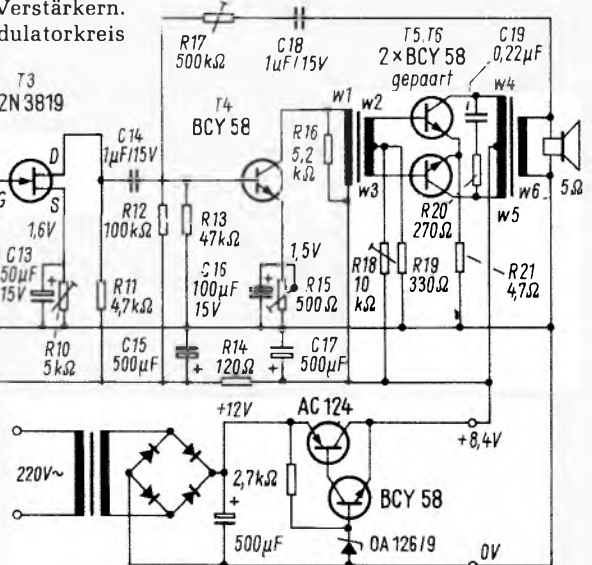 Verstärkern.
dulatorkreis
T3
2N 3819
D
G
S
1,6V
C13
50µF
15V
R10
5kΩ
C14
1µF/15V
R11
4,7kΩ
R12
100kΩ
R13
47kΩ
C15
500µF
R14
120Ω
R17
500kΩ
C18
1µF/15V
T4
BCY 58
C16
100µF
15V
1,5V
R15
500Ω
C17
500µF
R16
5,2
kΩ
w1
w2
w3
T5,T6
2×BCY 58
gepaart
R18
10
kΩ
R19
330Ω
R20
270Ω
R21
4,7Ω
C19
0,22µF
w4
w5
w6
5Ω
220V~
+12V
500µF
2,7kΩ
AC 124
BCY 58
OA 126/9
+8,4V
0V
+
+
+
+
+